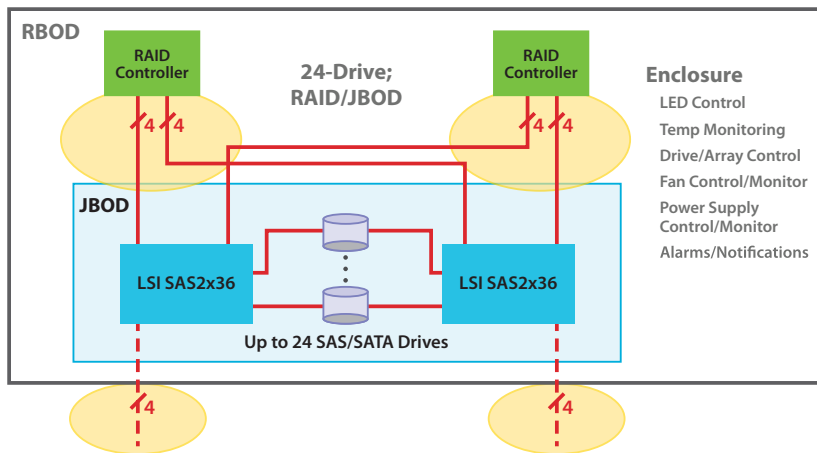 RBOD
RAID
Controller
24-Drive;
RAID/JBOD
RAID
Controller
Enclosure
LED Control
Temp Monitoring
Drive/Array Control
Fan Control/Monitor
Power Supply
Control/Monitor
Alarms/Notifications
4
4
4
4
JBOD
LSI SAS2x36
LSI SAS2x36
Up to 24 SAS/SATA Drives
4
4